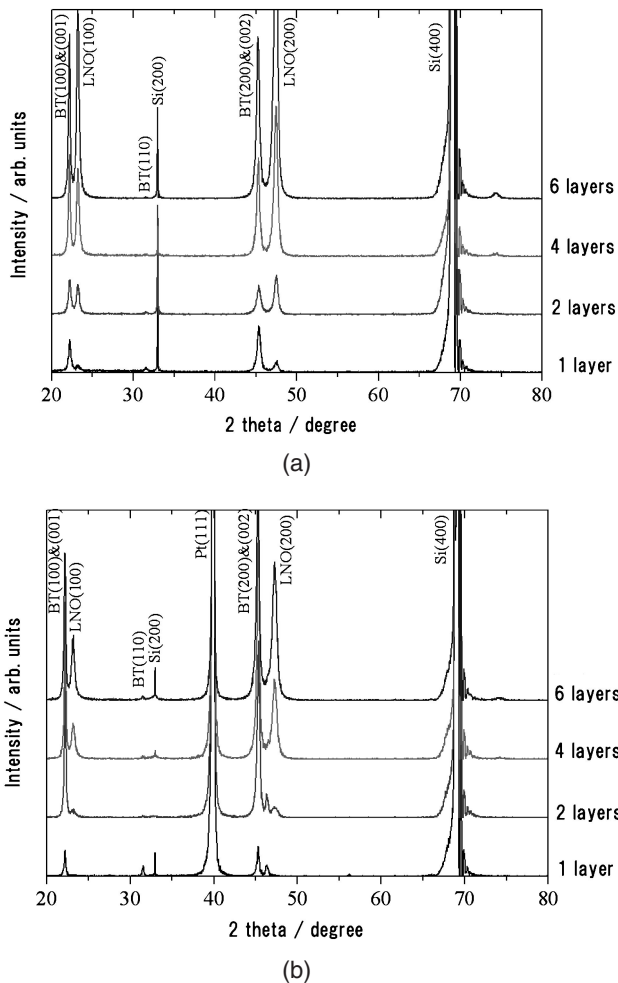 BT(100)&(001)
LNO(100)
BT(110)
Si(200)
BT(200)&(002)
LNO(200)
Si(400)
Intensity / arb. units
6 layers
4 layers
2 layers
1 layer
20 30 40 50 60 70 80
2 theta / degree
(a)
BT(100)&(001)
LNO(100)
BT(110)
Si(200)
Pt(111)
BT(200)&(002)
LNO(200)
Si(400)
Intensity / arb. units
6 layers
4 layers
2 layers
1 layer
20 30 40 50 60 70 80
2 theta / degree
(b)